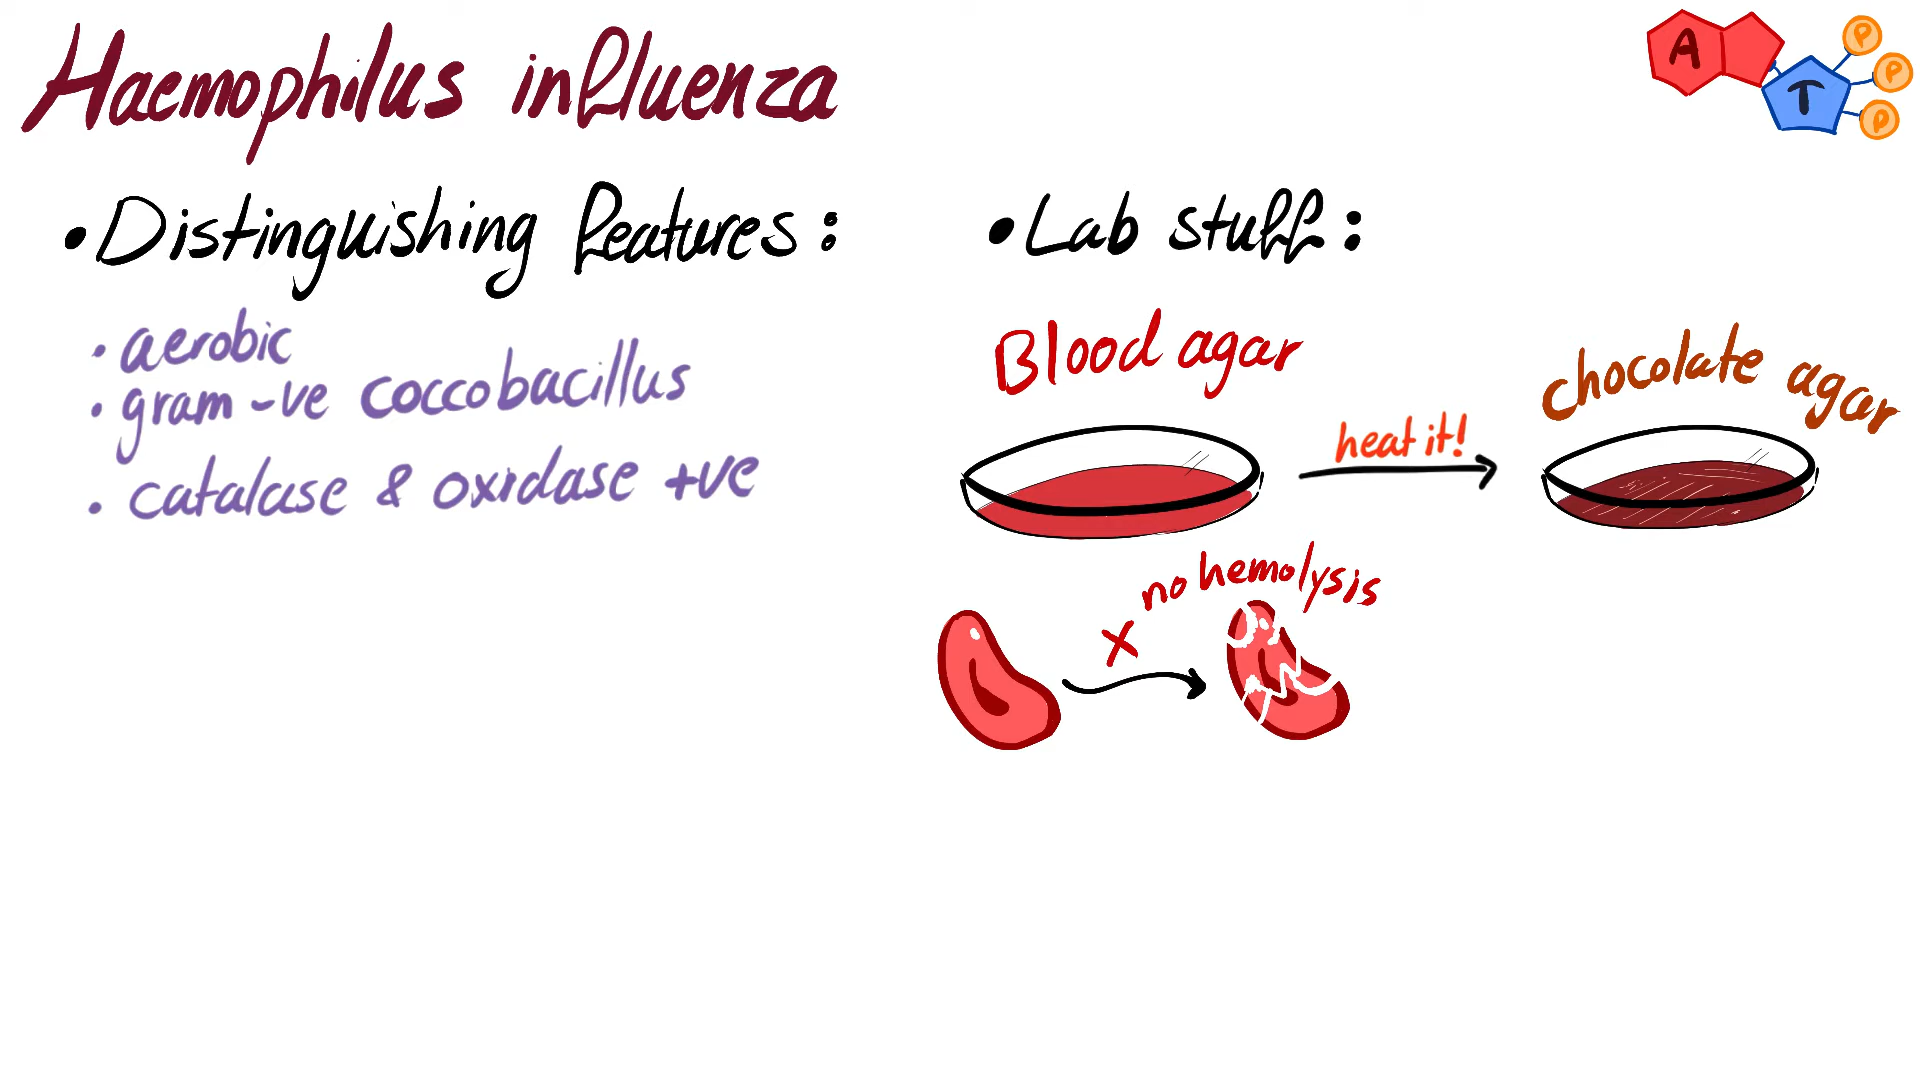 Haemophilus influenza
• Distinguishing features:
• aerobic
• gram -ve coccobacillus
• catalase & oxidase +ve
• Lab stuff:
Blood agar
heat it!
chocolate agar
no hemolysis
X
A
T
P
P
P